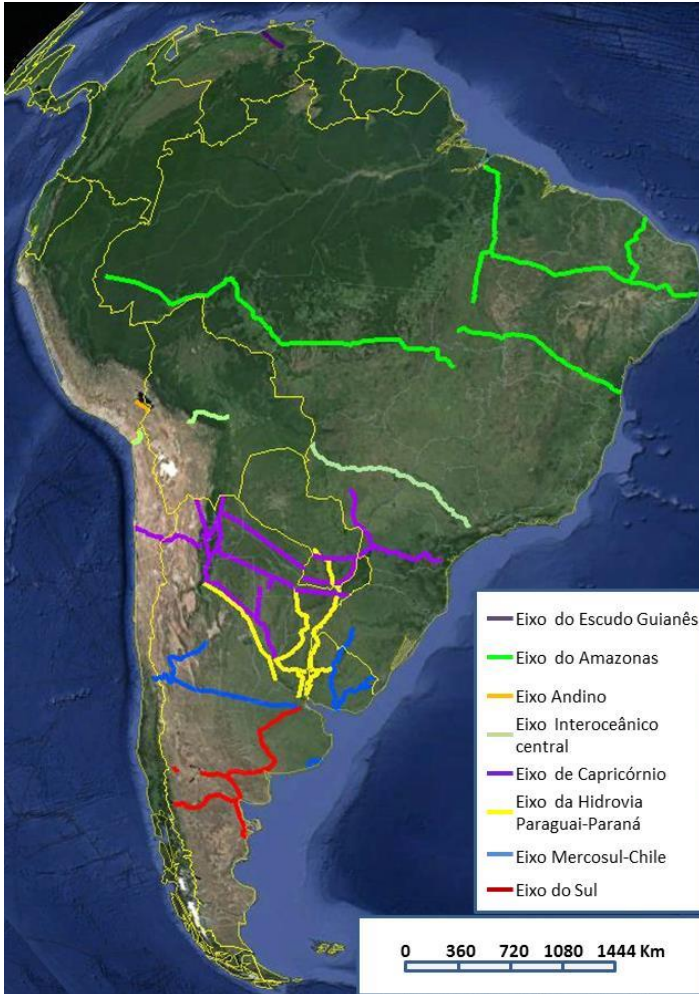 Eixo do Escudo Guianês
Eixo do Amazonas
Eixo Andino
Eixo Interoceânico
central
Eixo de Capricórnio
Eixo da Hidrovia
Paraguai-Paraná
Eixo Mercosul-Chile
Eixo do Sul
0 360 720 1080 1444 Km